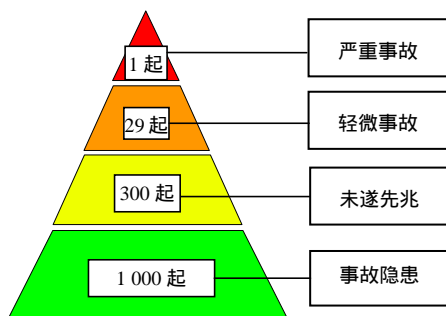 1 起 严重事故
29 起 轻微事故
300 起 未遂先兆
1 000 起 事故隐患